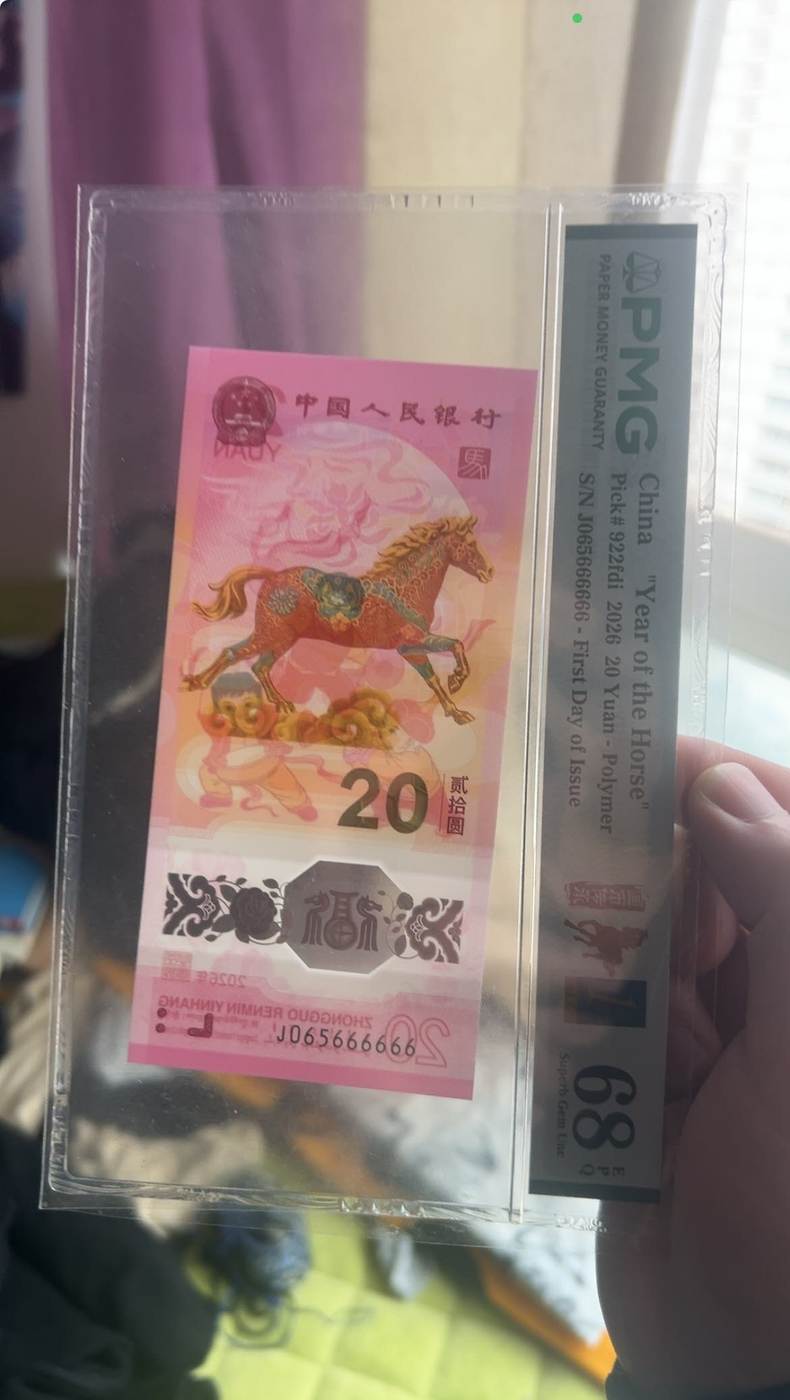 中国人民银行
馬
YUAN
20
贰拾圆
2026年
ZHONGGUO RENMIN YINHANG
20
J065666666
PMG
PAPER MONEY GUARANTY
China "Year of the Horse"
Pick# 922fdi 2026 20 Yuan - Polymer
S/N J065666666 - First Day of Issue
68 EPQ
Superb Gem Unc